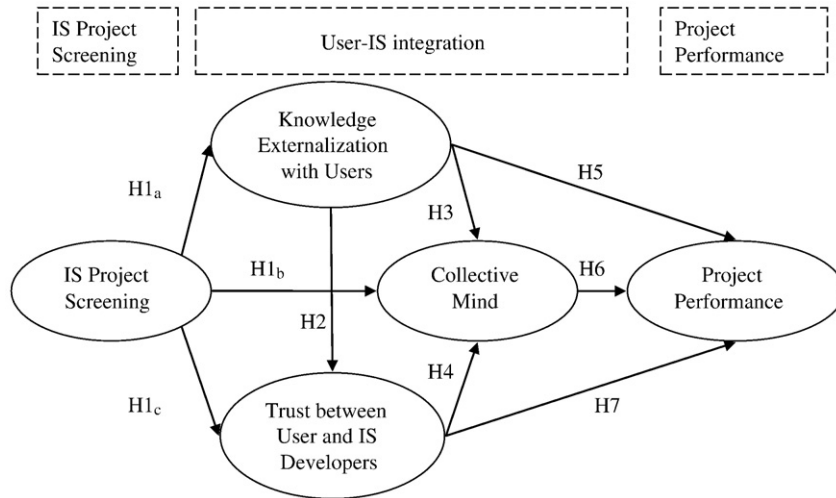 IS Project
Screening
User-IS integration
Project
Performance
Knowledge
Externalization
with Users
H1a
H5
H3
IS Project
Screening
H1b
Collective
Mind
H6
Project
Performance
H2
H4
H1c
Trust between
User and IS
Developers
H7